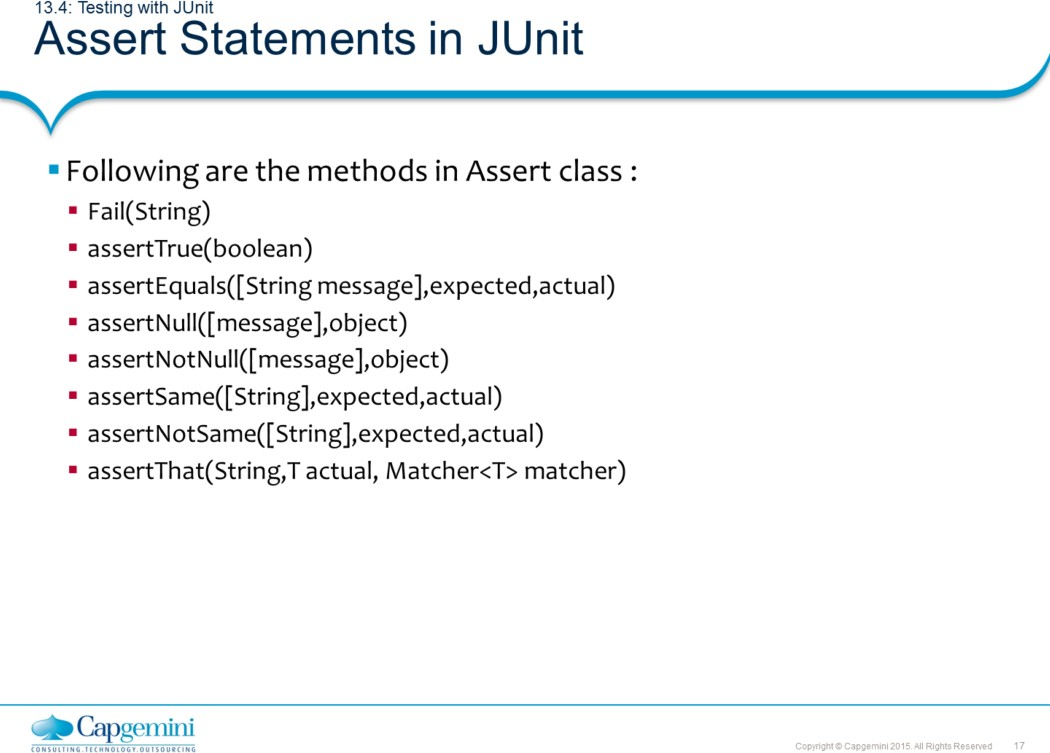 13.4: Testing with JUnit
Assert Statements in JUnit
Following are the methods in Assert class :
Fail(String)
assertTrue(boolean)
assertEquals([String message],expected,actual)
assertNull([message],object)
assertNotNull([message],object)
assertSame([String],expected,actual)
assertNotSame([String],expected,actual)
assertThat(String,T actual, Matcher<T> matcher)
Capgemini
CONSULTING.TECHNOLOGY.OUTSOURCING
Copyright © Capgemini 2015. All Rights Reserved 17